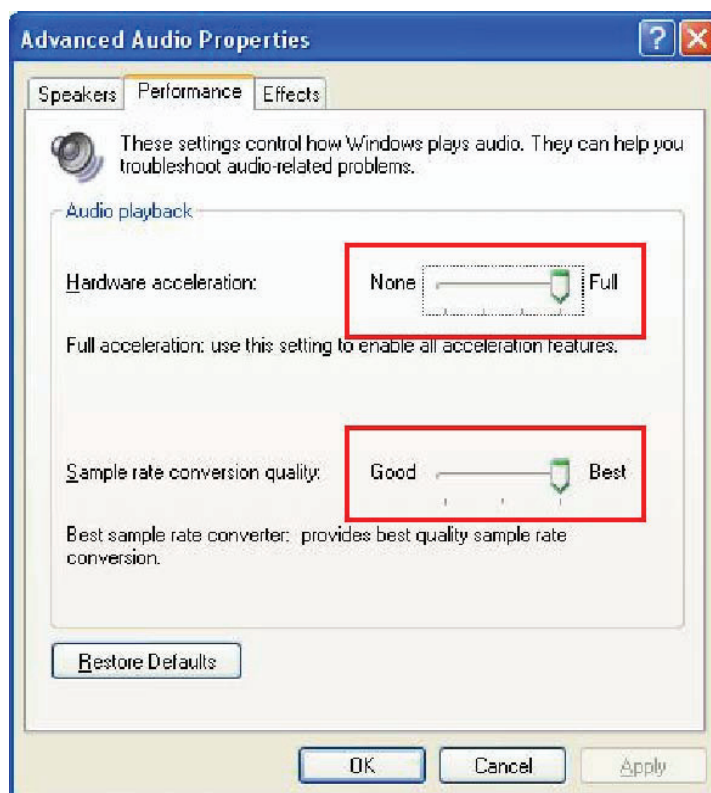 Advanced Audio Properties
Speakers Performance Effects
These settings control how Windows plays audio. They can help you
troubleshoot audio-related problems.
Audio playback
Hardware acceleration: None Full
Full acceleration: use this setting to enable all acceleration features.
Sample rate conversion quality: Good Best
Best sample rate converter: provides best quality sample rate
conversion.
Restore Defaults
OK Cancel Apply